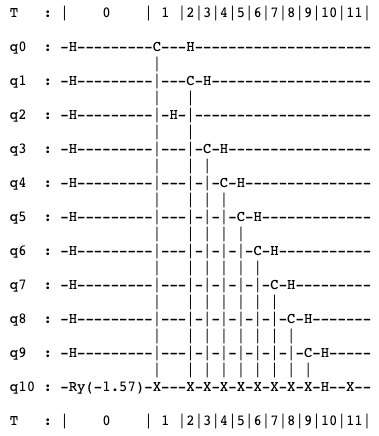 T : | 0 | 1 |2|3|4|5|6|7|8|9|10|11|
q0 : -H---------C---H-----------------
q1 : -H---------|---C-H---------------
q2 : -H---------|-H-|-----------------
q3 : -H---------|---|-C-H-------------
q4 : -H---------|---|-|-C-H-----------
q5 : -H---------|---|-|-|-C-H---------
q6 : -H---------|---|-|-|-|-C-H-------
q7 : -H---------|---|-|-|-|-|-C-H-----
q8 : -H---------|---|-|-|-|-|-|-C-H---
q9 : -H---------|---|-|-|-|-|-|-|-C-H---
q10 : -Ry(-1.57)-X---X-X-X-X-X-X-X-X-H--X-
T : | 0 | 1 |2|3|4|5|6|7|8|9|10|11|